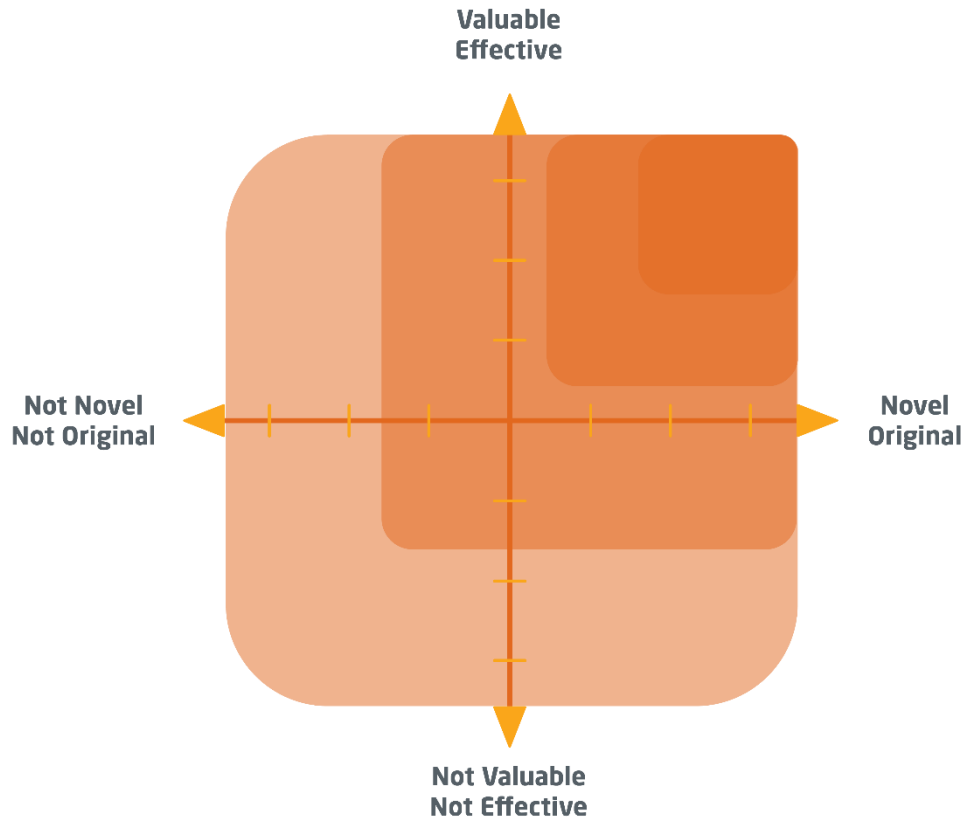 Valuable
Effective
Not Novel
Not Original
Novel
Original
Not Valuable
Not Effective